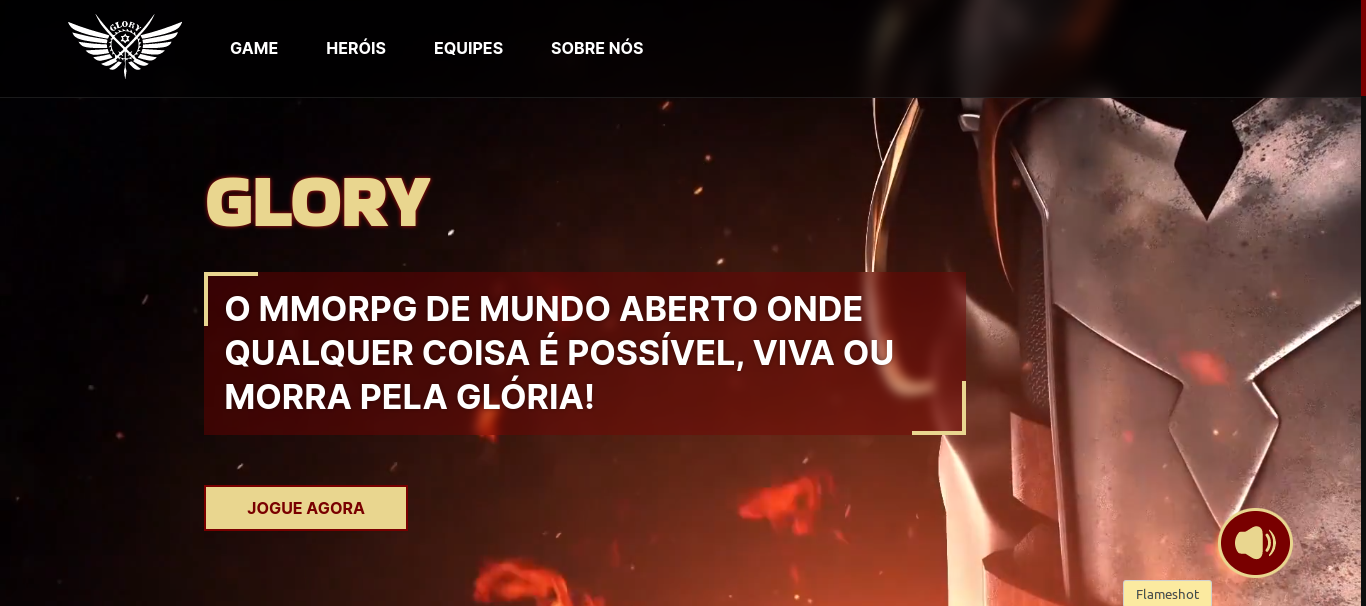 GLORY
GAME HERÓIS EQUIPES SOBRE NÓS
GLORY
O MMORPG DE MUNDO ABERTO ONDE
QUALQUER COISA É POSSÍVEL, VIVA OU
MORRA PELA GLÓRIA!
JOGUE AGORA
Flameshot